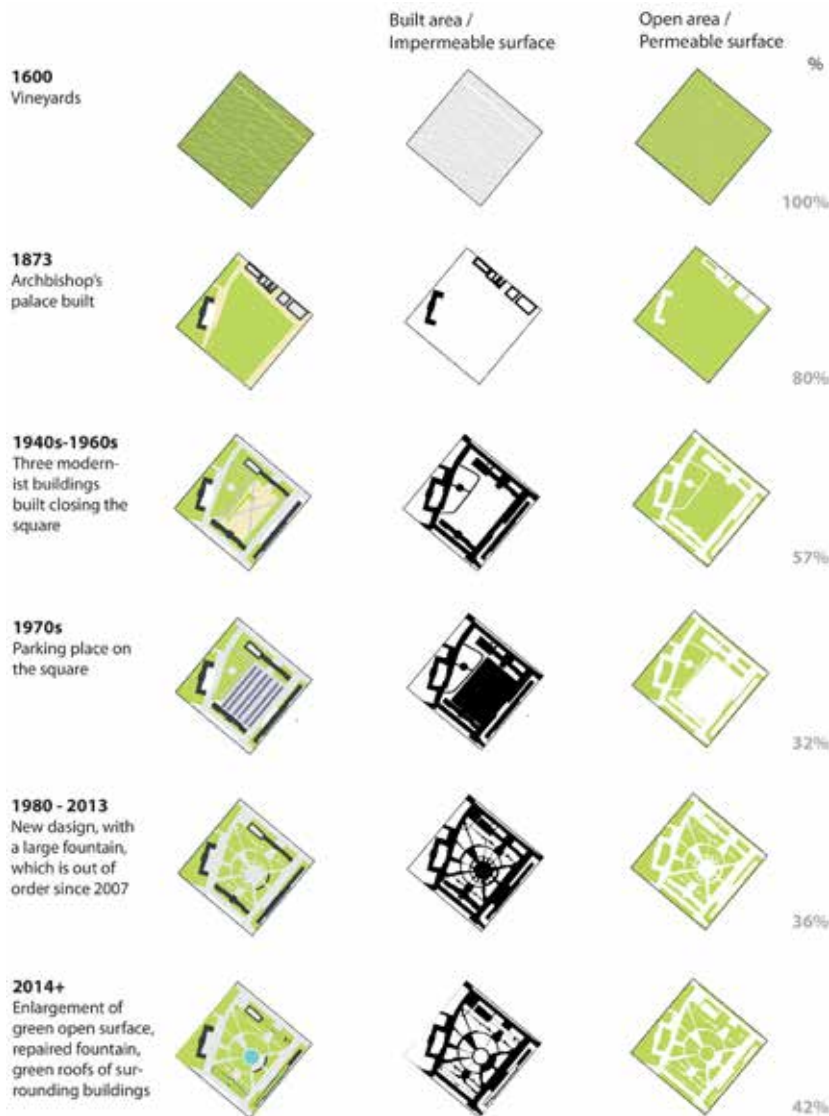 Built area /
Impermeable surface
Open area /
Permeable surface
%
1600
Vineyards
100%
1873
Archbishop's
palace built
80%
1940s-1960s
Three modern-
ist buildings
built closing the
square
57%
1970s
Parking place on
the square
32%
1980 - 2013
New dasign, with
a large fountain,
which is out of
order since 2007
36%
2014+
Enlargement of
green open surface,
repaired fountain,
green roofs of sur-
rounding buildings
42%